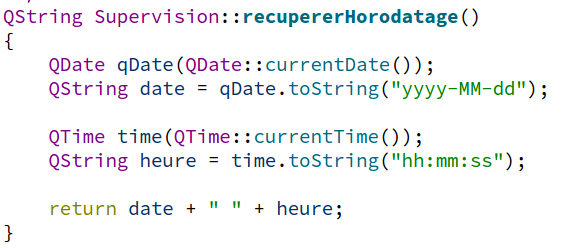 QString Supervision::recupererHorodatage()
{
    QDate qDate(QDate::currentDate());
    QString date = qDate.toString("yyyy-MM-dd");
    QTime time(QTime::currentTime());
    QString heure = time.toString("hh:mm:ss");
    return date + " " + heure;
}